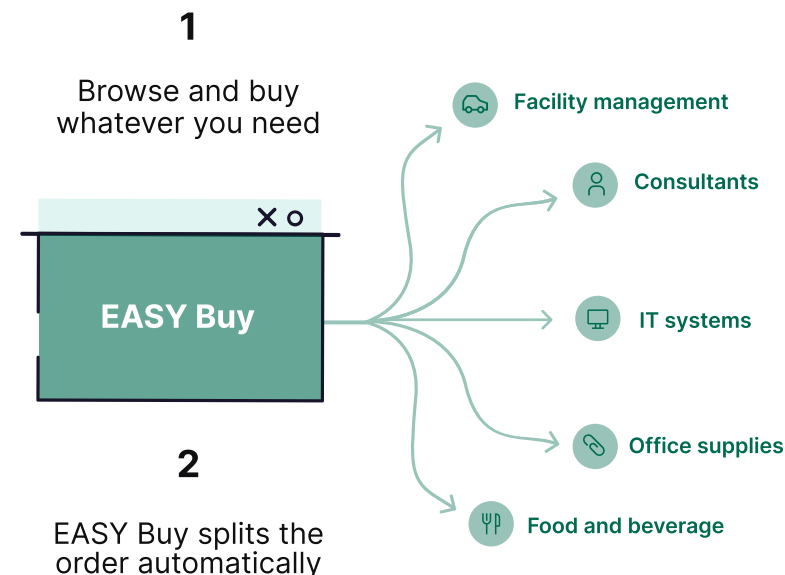 1
Browse and buy
whatever you need
EASY Buy
2
EASY Buy splits the
order automatically
Facility management
Consultants
IT systems
Office supplies
Food and beverage